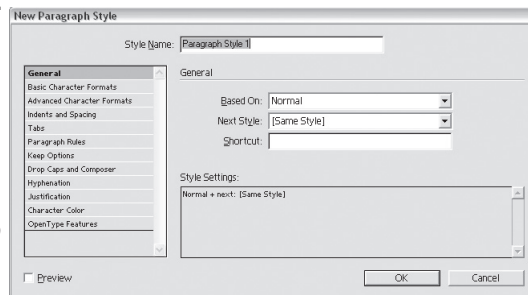 New Paragraph Style
Style Name: Paragraph Style 1
General
Basic Character Formats
Advanced Character Formats
Indents and Spacing
Tabs
Paragraph Rules
Keep Options
Drop Caps and Composer
Hyphenation
Justification
Character Color
OpenType Features
General
Based On: Normal
Next Style: [Same Style]
Shortcut:
Style Settings:
Normal + next: [Same Style]
Preview
OK
Cancel